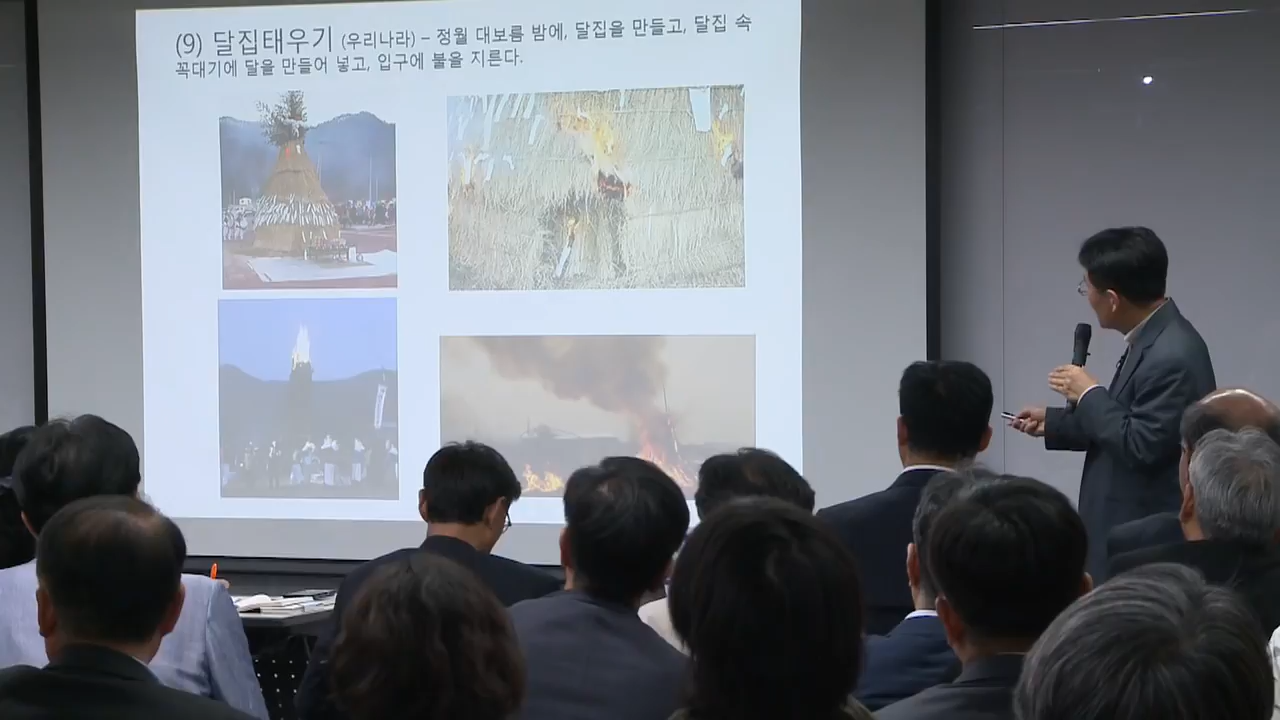 (9) 달집태우기 (우리나라) – 정월 대보름 밤에, 달집을 만들고, 달집 속
꼭대기에 달을 만들어 넣고, 입구에 불을 지른다.